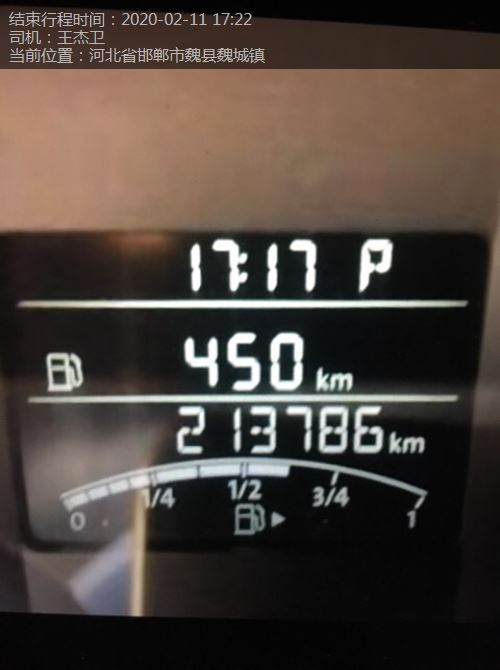 结束行程时间：2020-02-11 17:22
司机：王杰卫
当前位置：河北省邯郸市魏县魏城镇
17:17 P
450 km
213786 km
0 1/4 1/2 3/4 1